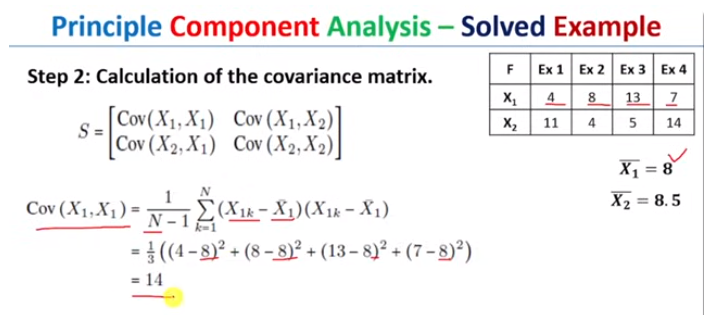 Principle Component Analysis – Solved Example
Step 2: Calculation of the covariance matrix.
F Ex 1 Ex 2 Ex 3 Ex 4
X₁ 4 8 13 7
X₂ 11 4 5 14
S = [Cov(X₁, X₁) Cov (X₁, X₂)]
[Cov (X₂, X₁) Cov (X₂, X₂)]
X̄₁ = 8
X̄₂ = 8.5
Cov (X₁, X₁) = 1/(N − 1) ∑ₖ₌₁ᴺ (X₁ₖ − X̄₁)(X₁ₖ − X̄₁)
= ⅓ ((4 − 8)² + (8 − 8)² + (13 − 8)² + (7 − 8)²)
= 14